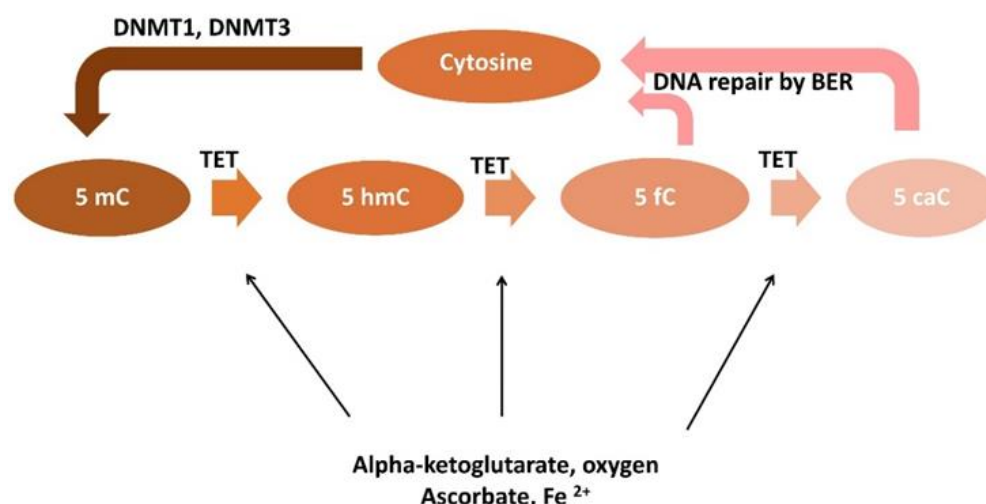 DNMT1, DNMT3
Cytosine
DNA repair by BER
TET
TET
TET
5 mC
5 hmC
5 fC
5 caC
Alpha-ketoglutarate, oxygen
Ascorbate, Fe ²⁺